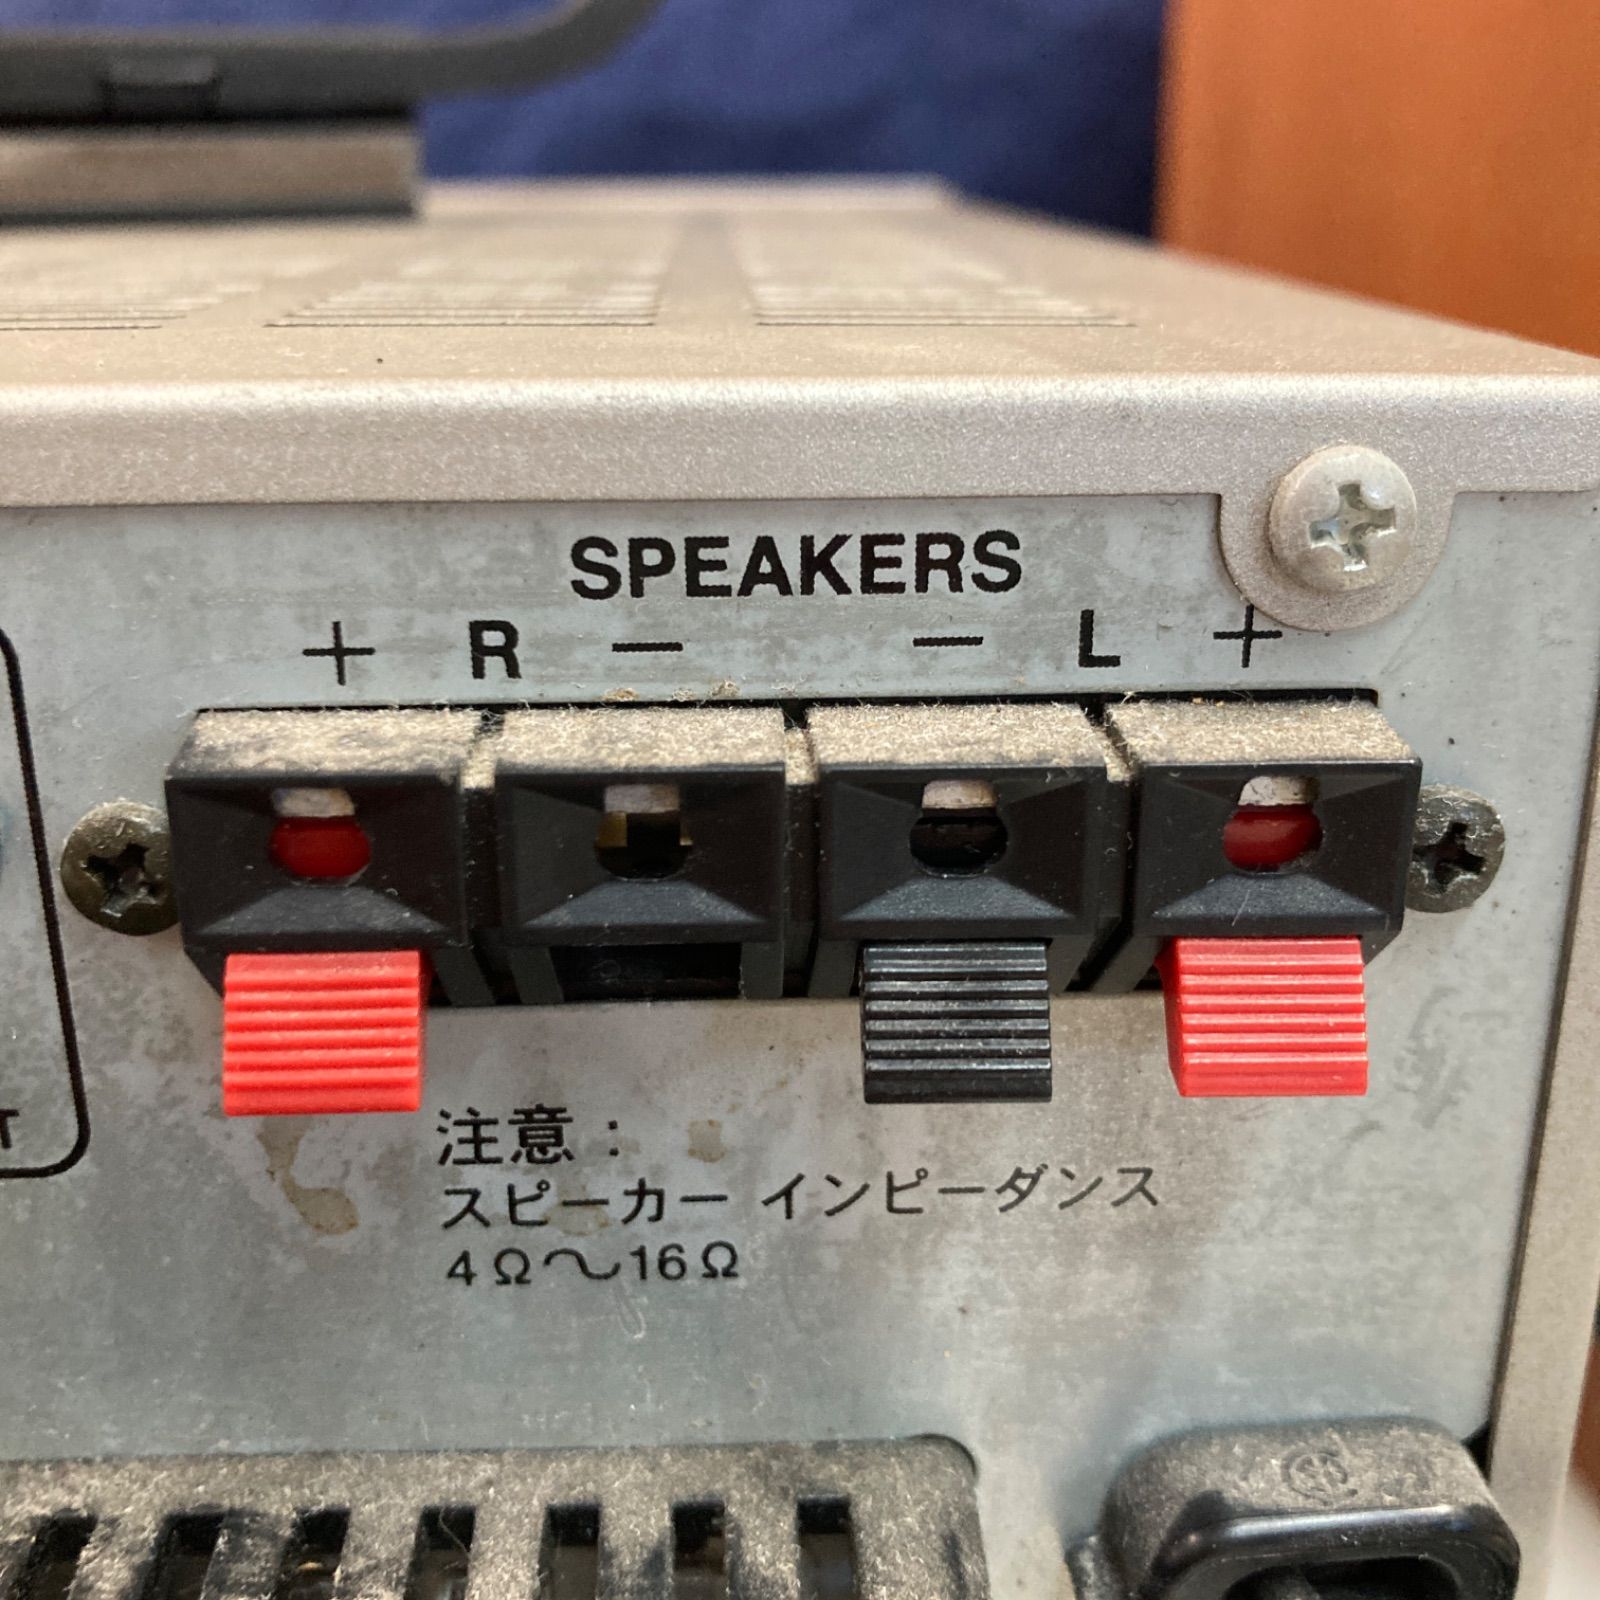 SPEAKERS
+ R − − L +
T
注意：
スピーカー インピーダンス
4Ω〜16Ω